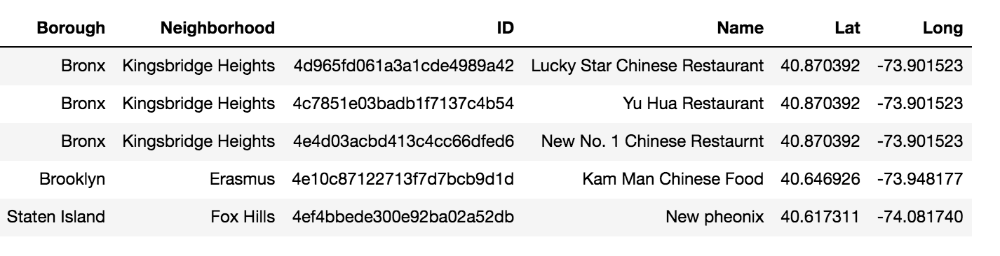 Borough Neighborhood ID Name Lat Long
Bronx Kingsbridge Heights 4d965fd061a3a1cde4989a42 Lucky Star Chinese Restaurant 40.870392 -73.901523
Bronx Kingsbridge Heights 4c7851e03badb1f7137c4b54 Yu Hua Restaurant 40.870392 -73.901523
Bronx Kingsbridge Heights 4e4d03acbd413c4cc66dfed6 New No. 1 Chinese Restaurnt 40.870392 -73.901523
Brooklyn Erasmus 4e10c87122713f7d7bcb9d1d Kam Man Chinese Food 40.646926 -73.948177
Staten Island Fox Hills 4ef4bbede300e92ba02a52db New pheonix 40.617311 -74.081740